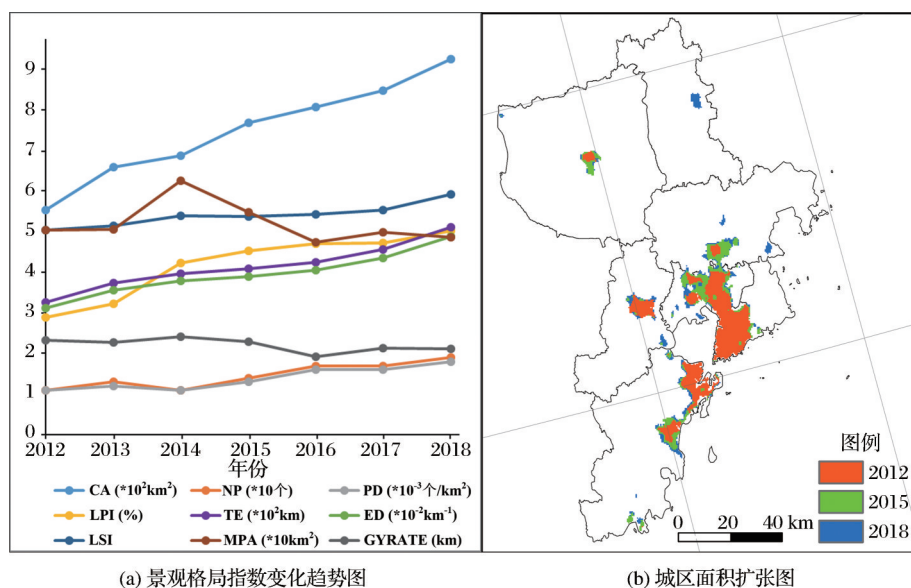 9
8
7
6
5
4
3
2
1
0
2012 2013 2014 2015 2016 2017 2018
年份
CA (*10²km²) NP (*10个) PD (*10⁻³个/km²)
LPI (%) TE (*10²km) ED (*10⁻²km⁻¹)
LSI MPA (*10km²) GYRATE (km)
(a) 景观格局指数变化趋势图
图例
2012
2015
2018
0 20 40 km
(b) 城区面积扩张图